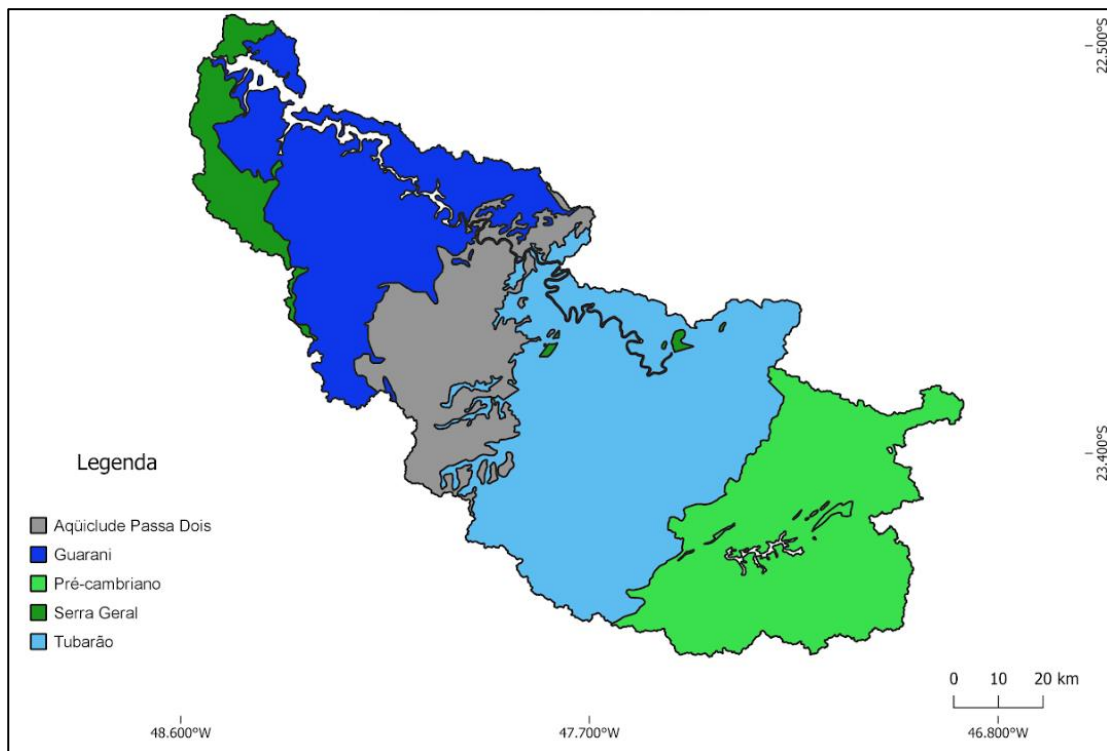 22.500°S
23.400°S
Legenda
Aqüiclude Passa Dois
Guarani
Pré-cambriano
Serra Geral
Tubarão
0 10 20 km
48.600°W 47.700°W 46.800°W